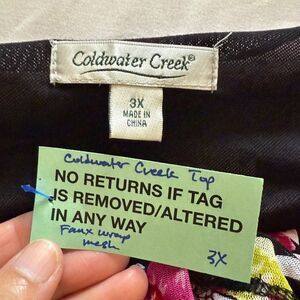 Coldwater Creek®
3X
MADE IN
CHINA
Coldwater Creek Top
NO RETURNS IF TAG
IS REMOVED/ALTERED
IN ANY WAY
Faux wrap
mesh
3X